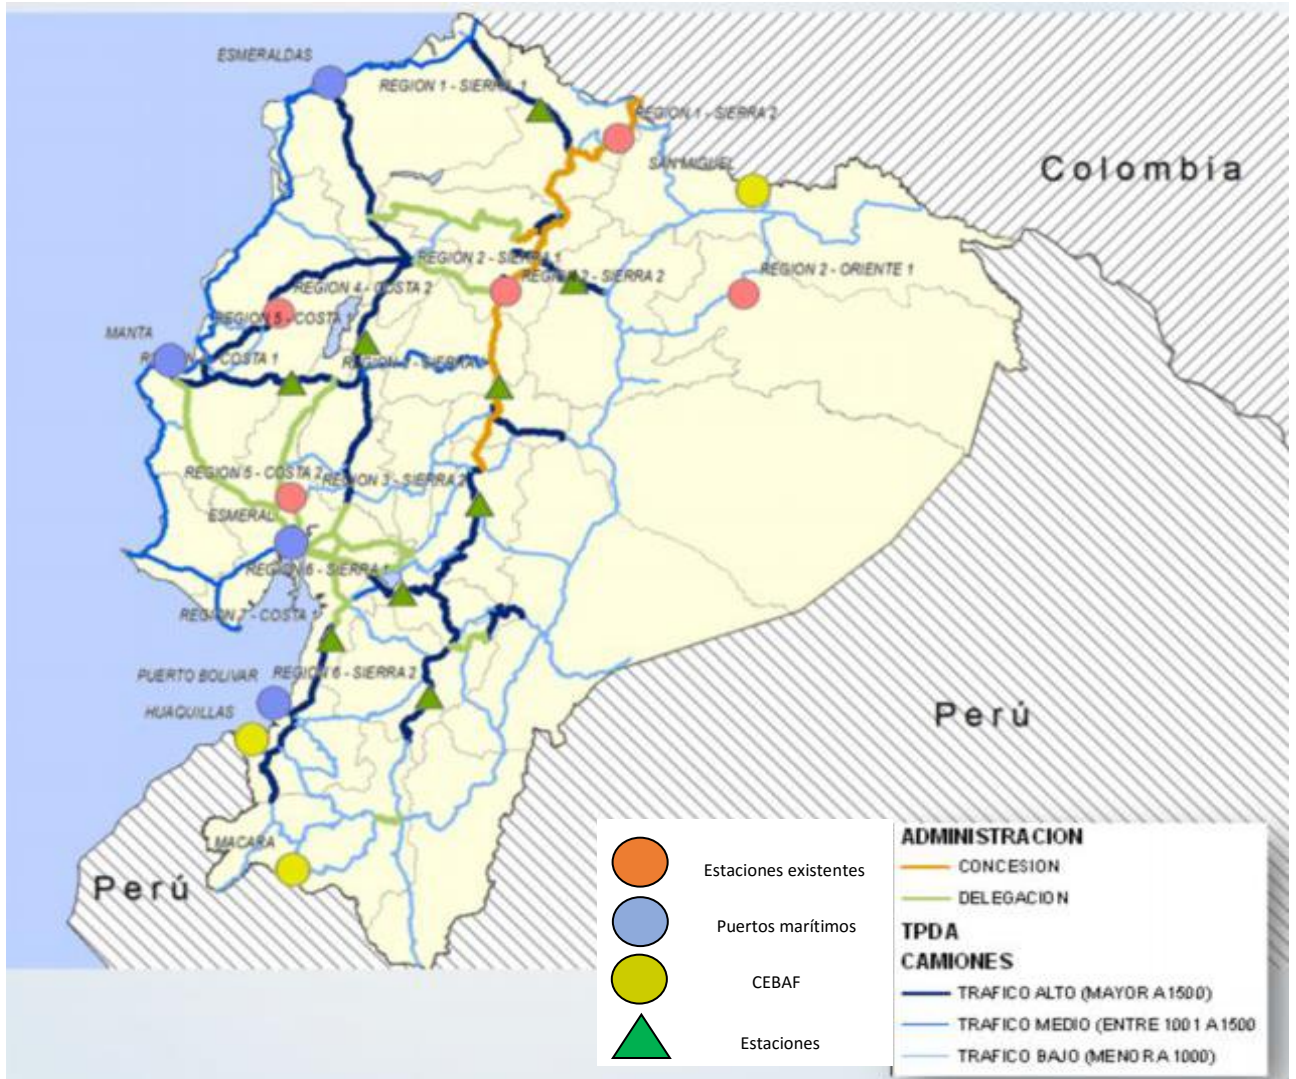 ESMERALDAS
REGION 1 - SIERRA 1
REGION 1 - SIERRA 2
SAN MIGUEL
Colombia
REGION 2 - SIERRA 1
REGION 2 - SIERRA 2
REGION 2 - ORIENTE 1
REGION 4 - COSTA 2
REGION 5 - COSTA 1
MANTA
COSTA 1
SIERRA
REGION 5 - COSTA 2
REGION 3 - SIERRA 2
ESMERAL
REGION 6 - SIERRA 1
REGION 7 - COSTA 1
PUERTO BOLIVAR
REGION 6 - SIERRA 2
HUAQUILLAS
Perú
MACARA
Perú
Estaciones existentes
Puertos marítimos
CEBAF
Estaciones
ADMINISTRACION
CONCESION
DELEGACION
TPDA
CAMIONES
TRAFICO ALTO (MAYOR A 1500)
TRAFICO MEDIO (ENTRE 1001 A 1500
TRAFICO BAJO (MENOR A 1000)